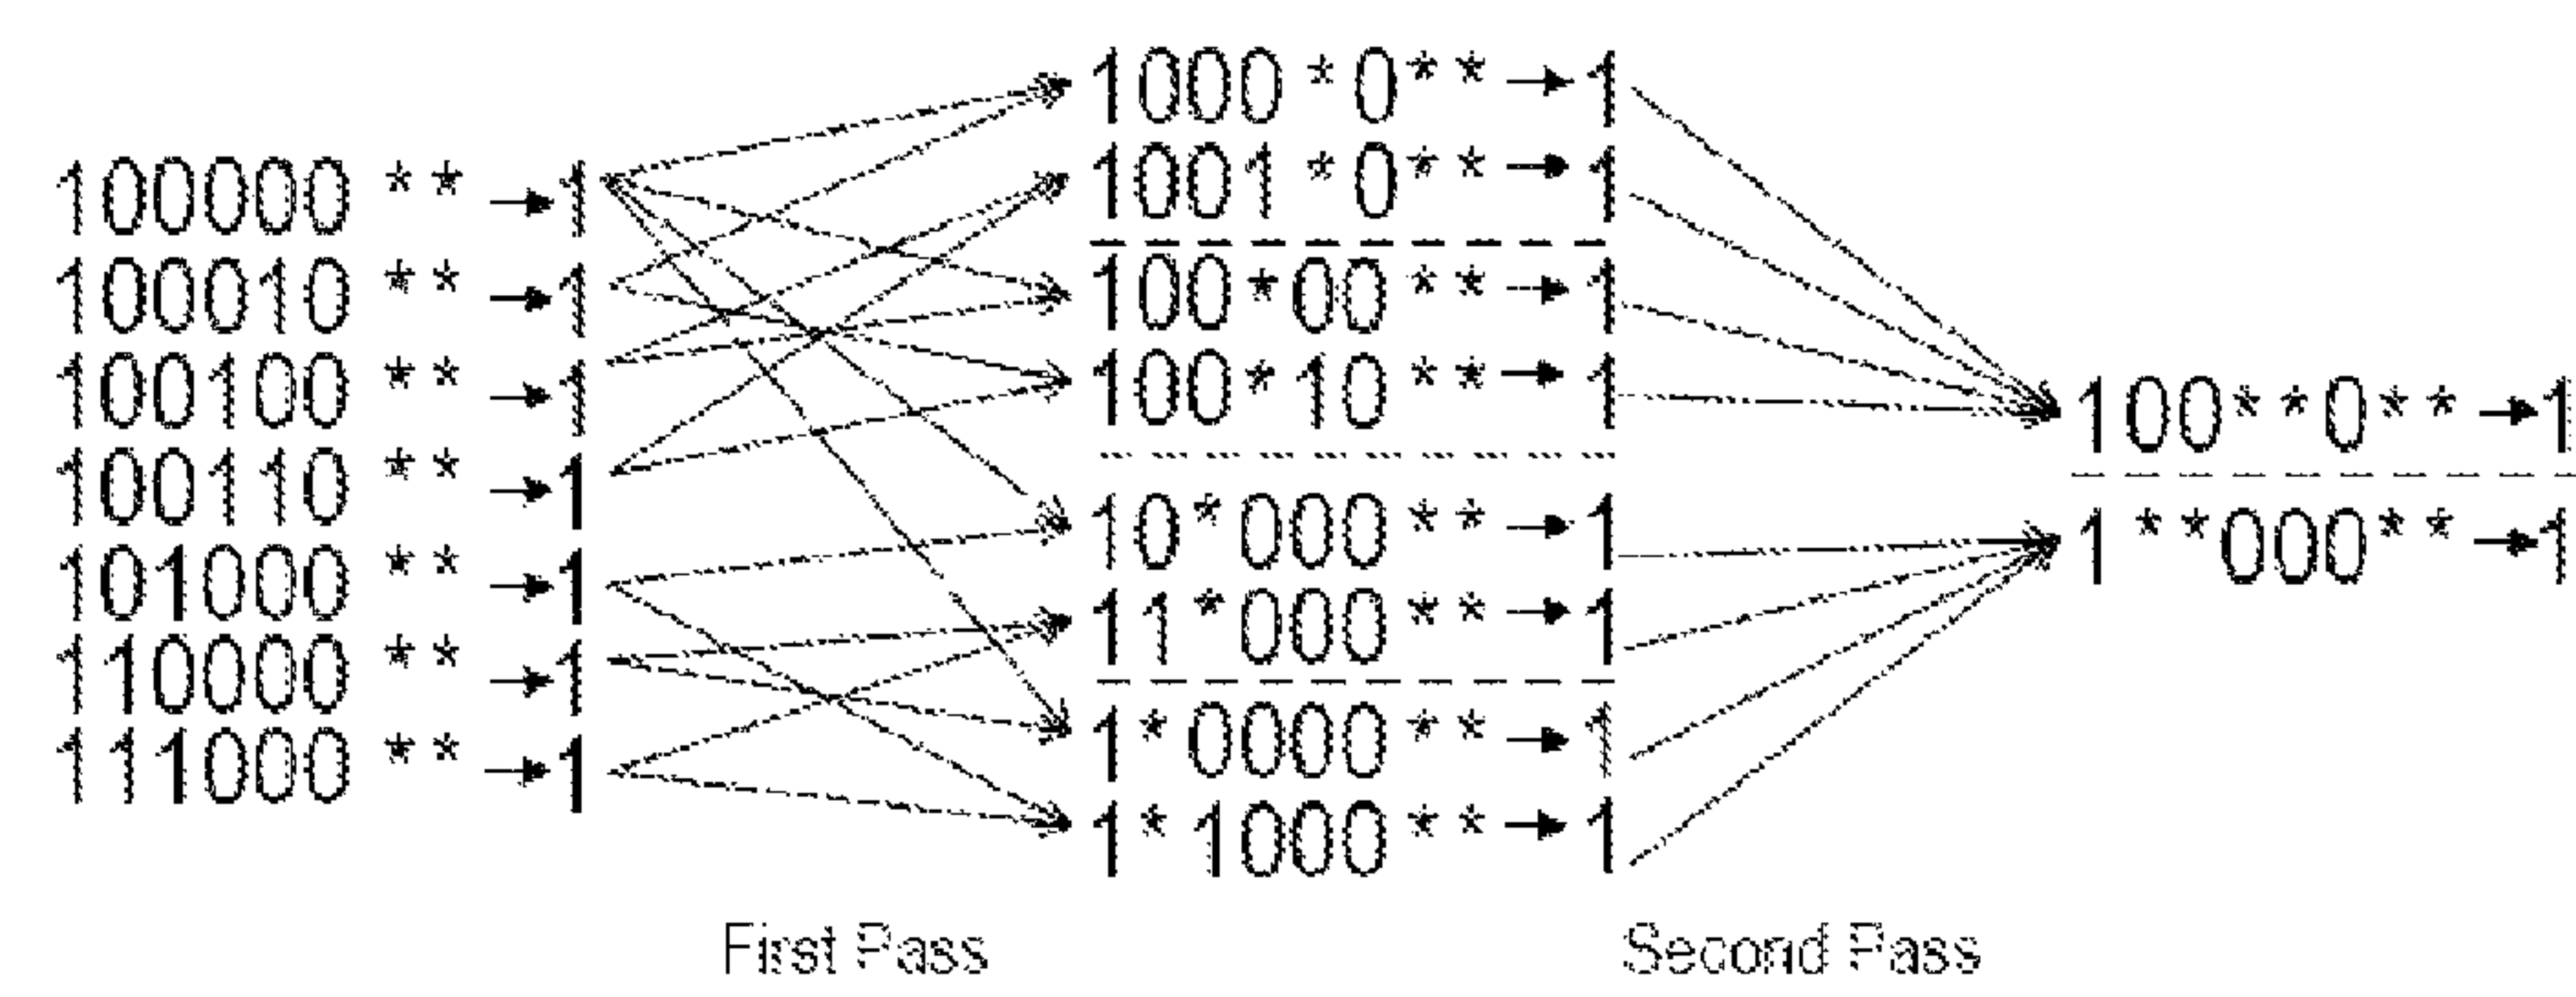 100000** → 1
100010** → 1
100100** → 1
100110** → 1
101000** → 1
110000** → 1
111000** → 1
1000*0** → 1
1001*0** → 1
100*00** → 1
100*10** → 1
10*000** → 1
11*000** → 1
1*0000** → 1
1*1000** → 1
100**0** → 1
1**000** → 1
First Pass
Second Pass